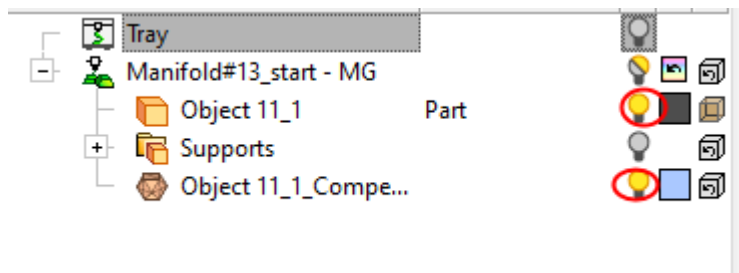 Tray
Manifold#13_start - MG
Object 11_1 Part
Supports
Object 11_1_Compe...